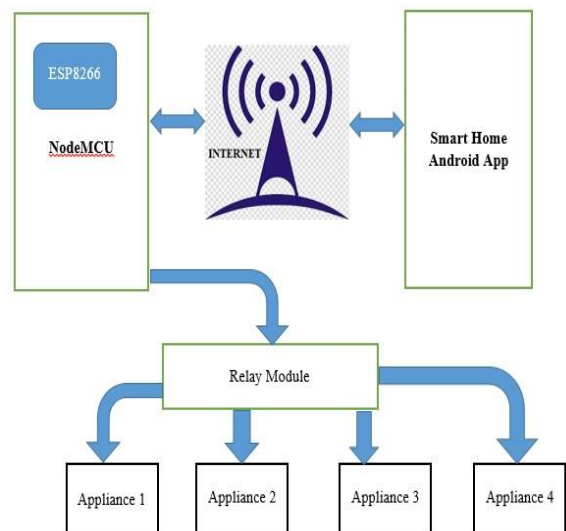 ESP8266
NodeMCU
INTERNET
Smart Home
Android App
Relay Module
Appliance 1
Appliance 2
Appliance 3
Appliance 4